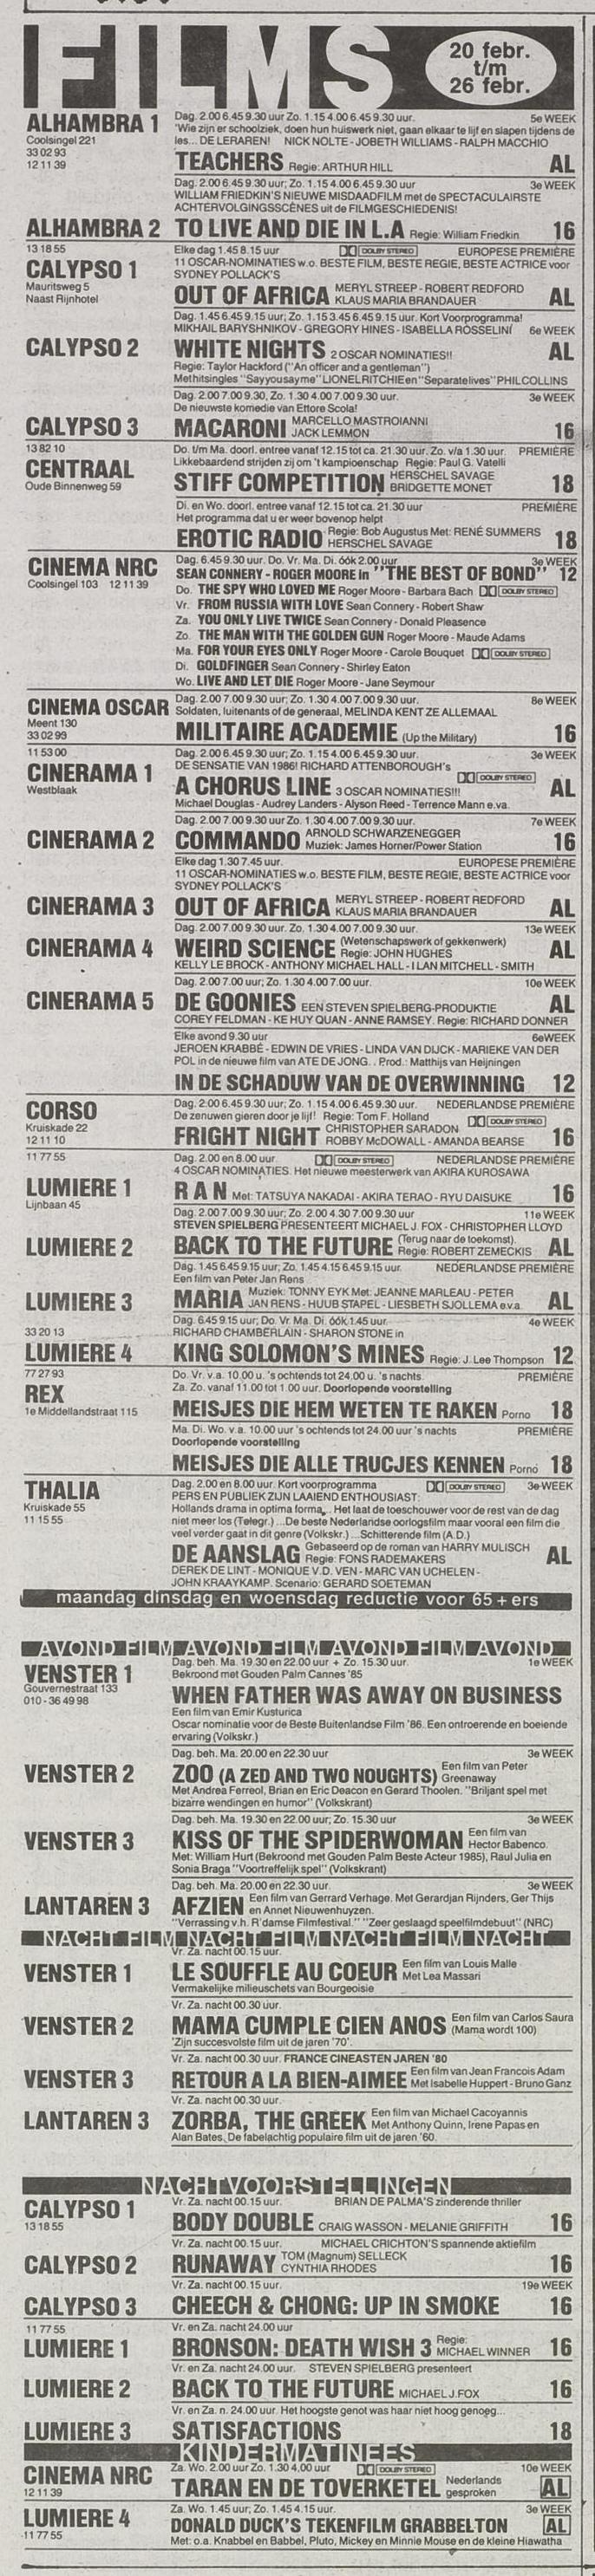 FILMS
20 febr.
t/m
26 febr.
ALHAMBRA 1
Coolsingel 221
33 02 93
12 11 39
Dag. 2.00 6.45 9.30 uur Zo. 1.15 4.00 6.45 9.30 uur. 5e WEEK
'Wie zijn er schoolziek, doen hun huiswerk niet, gaan elkaar te lijf en slapen tijdens de
les... DE LERAREN! NICK NOLTE - JOBETH WILLIAMS - RALPH MACCHIO
TEACHERS Regie: ARTHUR HILL AL
Dag. 2.00 6.45 9.30 uur; Zo. 1.15 4.00 6.45 9.30 uur 3e WEEK
WILLIAM FRIEDKIN'S NIEUWE MISDAADFILM met de SPECTACULAIRSTE
ACHTERVOLGINGSSCÈNES uit de FILMGESCHIEDENIS!
ALHAMBRA 2 TO LIVE AND DIE IN L.A Regie: William Friedkin 16
13 18 55
CALYPSO 1
Mauritsweg 5
Naast Rijnhotel
Elke dag 1.45 8.15 uur DOLBY STEREO EUROPESE PREMIÈRE
11 OSCAR-NOMINATIES w.o. BESTE FILM, BESTE REGIE, BESTE ACTRICE voor
SYDNEY POLLACK'S
OUT OF AFRICA MERYL STREEP - ROBERT REDFORD
KLAUS MARIA BRANDAUER AL
Dag. 1.45 6.45 9.15 uur; Zo. 1.15 3.45 6.45 9.15 uur. Kort Voorprogramma!
MIKHAIL BARYSHNIKOV - GREGORY HINES - ISABELLA ROSSELINI 6e WEEK
CALYPSO 2 WHITE NIGHTS 2 OSCAR NOMINATIES!! AL
Regie: Taylor Hackford ("An officer and a gentleman")
Met hitsingles "Say you say me" LIONEL RITCHIE en "Separate lives" PHIL COLLINS
Dag. 2.00 7.00 9.30, Zo. 1.30 4.00 7.00 9.30 uur. 3e WEEK
De nieuwste komedie van Ettore Scola!
CALYPSO 3 MACARONI MARCELLO MASTROIANNI
JACK LEMMON 16
13 82 10
CENTRAAL
Oude Binnenweg 59
Do. t/m Ma. doorl. entree vanaf 12.15 tot ca. 21.30 uur. Zo. v/a 1.30 uur. PREMIÈRE
Likkebaardend strijden zij om 't kampioenschap Regie: Paul G. Vatelli
STIFF COMPETITION HERSCHEL SAVAGE
BRIDGETTE MONET 18
Di. en Wo. doorl. entree vanaf 12.15 tot ca. 21.30 uur PREMIÈRE
Het programma dat u er weer bovenop helpt
EROTIC RADIO Regie: Bob Augustus Met: RENÉ SUMMERS
HERSCHEL SAVAGE 18
CINEMA NRC
Coolsingel 103 12 11 39
Dag. 6.45 9.30 uur. Do. Vr. Ma. Di. óók 2.00 uur 3e WEEK
SEAN CONNERY - ROGER MOORE in "THE BEST OF BOND" 12
Do. THE SPY WHO LOVED ME Roger Moore - Barbara Bach DOLBY STEREO
Vr. FROM RUSSIA WITH LOVE Sean Connery - Robert Shaw
Za. YOU ONLY LIVE TWICE Sean Connery - Donald Pleasence
Zo. THE MAN WITH THE GOLDEN GUN Roger Moore - Maude Adams
Ma. FOR YOUR EYES ONLY Roger Moore - Carole Bouquet DOLBY STEREO
Di. GOLDFINGER Sean Connery - Shirley Eaton
Wo. LIVE AND LET DIE Roger Moore - Jane Seymour
CINEMA OSCAR
Meent 130
33 02 99
Dag. 2.00 7.00 9.30 uur; Zo. 1.30 4.00 7.00 9.30 uur. 8e WEEK
Soldaten, luitenants of de generaal, MELINDA KENT ZE ALLEMAAL
MILITAIRE ACADEMIE (Up the Military) 16
11 53 00
CINERAMA 1
Westblaak
Dag. 2.00 6.45 9.30 uur; Zo. 1.15 4.00 6.45 9.30 uur. 3e WEEK
DE SENSATIE VAN 1986! RICHARD ATTENBOROUGH's
DOLBY STEREO
A CHORUS LINE 3 OSCAR NOMINATIES!!! AL
Michael Douglas - Audrey Landers - Alyson Reed - Terrence Mann e.va.
Dag. 2.00 7.00 9.30 uur Zo. 1.30 4.00 7.00 9.30 uur. 7e WEEK
CINERAMA 2 COMMANDO ARNOLD SCHWARZENEGGER
Muziek: James Horner/Power Station 16
Elke dag 1.30 7.45 uur. EUROPESE PREMIÈRE
11 OSCAR-NOMINATIES w.o. BESTE FILM, BESTE REGIE, BESTE ACTRICE voor
SYDNEY POLLACK'S
CINERAMA 3 OUT OF AFRICA MERYL STREEP - ROBERT REDFORD
KLAUS MARIA BRANDAUER AL
Dag. 2.00 7.00 9.30 uur. Zo. 1.30 4.00 7.00 9.30 uur. 13e WEEK
CINERAMA 4 WEIRD SCIENCE (Wetenschapswerk of gekkenwerk)
Regie: JOHN HUGHES AL
KELLY LE BROCK - ANTHONY MICHAEL HALL - ILAN MITCHELL - SMITH
Dag. 2.00 7.00 uur; Zo. 1.30 4.00 7.00 uur. 10e WEEK
CINERAMA 5 DE GOONIES EEN STEVEN SPIELBERG-PRODUKTIE AL
COREY FELDMAN - KE HUY QUAN - ANNE RAMSEY. Regie: RICHARD DONNER
Elke avond 9.30 uur 6e WEEK
JEROEN KRABBÉ - EDWIN DE VRIES - LINDA VAN DIJCK - MARIEKE VAN DER
POL in de nieuwe film van ATE DE JONG. . Prod.: Matthijs van Heijningen
IN DE SCHADUW VAN DE OVERWINNING 12
CORSO
Kruiskade 22
12 11 10
Dag. 2.00 6.45 9.30 uur; Zo. 1.15 4.00 6.45 9.30 uur. NEDERLANDSE PREMIÈRE
De zenuwen gieren door je lijf! Regie: Tom F. Holland DOLBY STEREO
FRIGHT NIGHT CHRISTOPHER SARADON
ROBBY McDOWALL - AMANDA BEARSE 16
11 77 55
LUMIERE 1
Lijnbaan 45
Dag. 2.00 en 8.00 uur. DOLBY STEREO NEDERLANDSE PREMIÈRE
4 OSCAR NOMINATIES. Het nieuwe meesterwerk van AKIRA KUROSAWA
RAN Met: TATSUYA NAKADAI - AKIRA TERAO - RYU DAISUKE 16
Dag. 2.00 7.00 9.30 uur; Zo. 2.00 4.30 7.00 9.30 uur. 11e WEEK
STEVEN SPIELBERG PRESENTEERT MICHAEL J. FOX - CHRISTOPHER LLOYD
LUMIERE 2 BACK TO THE FUTURE (Terug naar de toekomst).
Regie: ROBERT ZEMECKIS AL
Dag. 1.45 6.45 9.15 uur; Zo. 1.45 4.15 6.45 9.15 uur. NEDERLANDSE PREMIÈRE
Een film van Peter Jan Rens
LUMIERE 3 MARIA Muziek: TONNY EYK Met: JEANNE MARLEAU - PETER
JAN RENS - HUUB STAPEL - LIESBETH SJOLLEMA e.v.a. AL
Dag. 6.45 9.15 uur; Do. Vr. Ma. Di. óók 1.45 uur. 4e WEEK
33 20 13
RICHARD CHAMBERLAIN - SHARON STONE in
LUMIERE 4 KING SOLOMON'S MINES Regie: J. Lee Thompson 12
77 27 93
REX
1e Middellandstraat 115
Do. Vr. v.a. 10.00 u. 's ochtends tot 24.00 u. 's nachts. PREMIÈRE
Za. Zo. vanaf 11.00 tot 1.00 uur. Doorlopende voorstelling
MEISJES DIE HEM WETEN TE RAKEN Porno 18
Ma. Di. Wo. v.a. 10.00 uur 's ochtends tot 24.00 uur 's nachts PREMIÈRE
Doorlopende voorstelling
MEISJES DIE ALLE TRUCJES KENNEN Porno 18
THALIA
Kruiskade 55
11 15 55
Dag. 2.00 en 8.00 uur. Kort voorprogramma DOLBY STEREO 3e WEEK
PERS EN PUBLIEK ZIJN LAAIEND ENTHOUSIAST:
Hollands drama in optima forma... Het laat de toeschouwer voor de rest van de dag
niet meer los (Telegr.) ...De beste Nederlandse oorlogsfilm maar vooral een film die
veel verder gaat in dit genre (Volkskr.) ...Schitterende film (A.D.)
DE AANSLAG Gebaseerd op de roman van HARRY MULISCH
Regie: FONS RADEMAKERS AL
DEREK DE LINT - MONIQUE V.D. VEN - MARC VAN UCHELEN -
JOHN KRAAYKAMP. Scenario: GERARD SOETEMAN
maandag dinsdag en woensdag reductie voor 65 + ers
AVOND FILM AVOND FILM AVOND FILM AVOND
VENSTER 1
Gouvernestraat 133
010 - 36 49 98
Dag. beh. Ma. 19.30 en 22.00 uur + Zo. 15.30 uur. 1e WEEK
Bekroond met Gouden Palm Cannes '85
WHEN FATHER WAS AWAY ON BUSINESS
Een film van Emir Kusturica
Oscar nominatie voor de Beste Buitenlandse Film '86. Een ontroerende en boeiende
ervaring (Volkskr.)
Dag. beh. Ma. 20.00 en 22.30 uur 3e WEEK
VENSTER 2 ZOO (A ZED AND TWO NOUGHTS) Een film van Peter
Greenaway
Met Andrea Ferreol, Brian en Eric Deacon en Gerard Thoolen. "Briljant spel met
bizarre wendingen en humor" (Volkskrant)
Dag. beh. Ma. 19.30 en 22.00 uur; Zo. 15.30 uur 3e WEEK
VENSTER 3 KISS OF THE SPIDERWOMAN Een film van
Hector Babenco.
Met: William Hurt (Bekroond met Gouden Palm Beste Acteur 1985), Raul Julia en
Sonia Braga "Voortreffelijk spel" (Volkskrant)
Dag. beh. Ma. 20.00 en 22.30 uur. 3e WEEK
LANTAREN 3 AFZIEN Een film van Gerrard Verhage. Met Gerardjan Rijnders, Ger Thijs
en Annet Nieuwenhuyzen.
"Verrassing v.h. R'damse Filmfestival." "Zeer geslaagd speelfilmdebuut" (NRC)
NACHT FILM NACHT FILM NACHT FILM NACHT
Vr. Za. nacht 00.15 uur.
VENSTER 1 LE SOUFFLE AU COEUR Een film van Louis Malle
Met Lea Massari
Vermakelijke milieuschets van Bourgeoisie
Vr. Za. nacht 00.30 uur.
VENSTER 2 MAMA CUMPLE CIEN ANOS Een film van Carlos Saura
(Mama wordt 100)
'Zijn succesvolste film uit de jaren '70'.
Vr. Za. nacht 00.30 uur. FRANCE CINEASTEN JAREN '80
VENSTER 3 RETOUR A LA BIEN-AIMEE Een film van Jean Francois Adam
Met Isabelle Huppert - Bruno Ganz
Vr. Za. nacht 00.30 uur.
LANTAREN 3 ZORBA, THE GREEK Een film van Michael Cacoyannis
Met Anthony Quinn, Irene Papas en
Alan Bates. De fabelachtig populaire film uit de jaren '60.
NACHTVOORSTELLINGEN
CALYPSO 1
13 18 55
Vr. Za. nacht 00.15 uur. BRIAN DE PALMA'S zinderende thriller
BODY DOUBLE CRAIG WASSON - MELANIE GRIFFITH 16
Vr. Za. nacht 00.15 uur. MICHAEL CRICHTON'S spannende aktiefilm
CALYPSO 2 RUNAWAY TOM (Magnum) SELLECK
CYNTHIA RHODES 16
Vr. Za. nacht 00.15 uur. 19e WEEK
CALYPSO 3 CHEECH & CHONG: UP IN SMOKE 16
11 77 55
Vr. en Za. nacht 24.00 uur
LUMIERE 1 BRONSON: DEATH WISH 3 Regie:
MICHAEL WINNER 16
Vr. en Za. nacht 24.00 uur. STEVEN SPIELBERG presenteert
LUMIERE 2 BACK TO THE FUTURE MICHAEL J. FOX 16
Vr. en Za. n. 24.00 uur. Het hoogste genot was haar niet hoog genoeg...
LUMIERE 3 SATISFACTIONS 18
KINDERMATINEES
CINEMA NRC
12 11 39
Za. Wo. 2.00 uur Zo. 1.30 4.00 uur DOLBY STEREO 10e WEEK
TARAN EN DE TOVERKETEL Nederlands
gesproken AL
Za. Wo. 1.45 uur; Zo. 1.45 4.15 uur. 3e WEEK
LUMIERE 4
11 77 55
DONALD DUCK'S TEKENFILM GRABBELTON AL
Met: o.a. Knabbel en Babbel, Pluto, Mickey en Minnie Mouse en de kleine Hiawatha